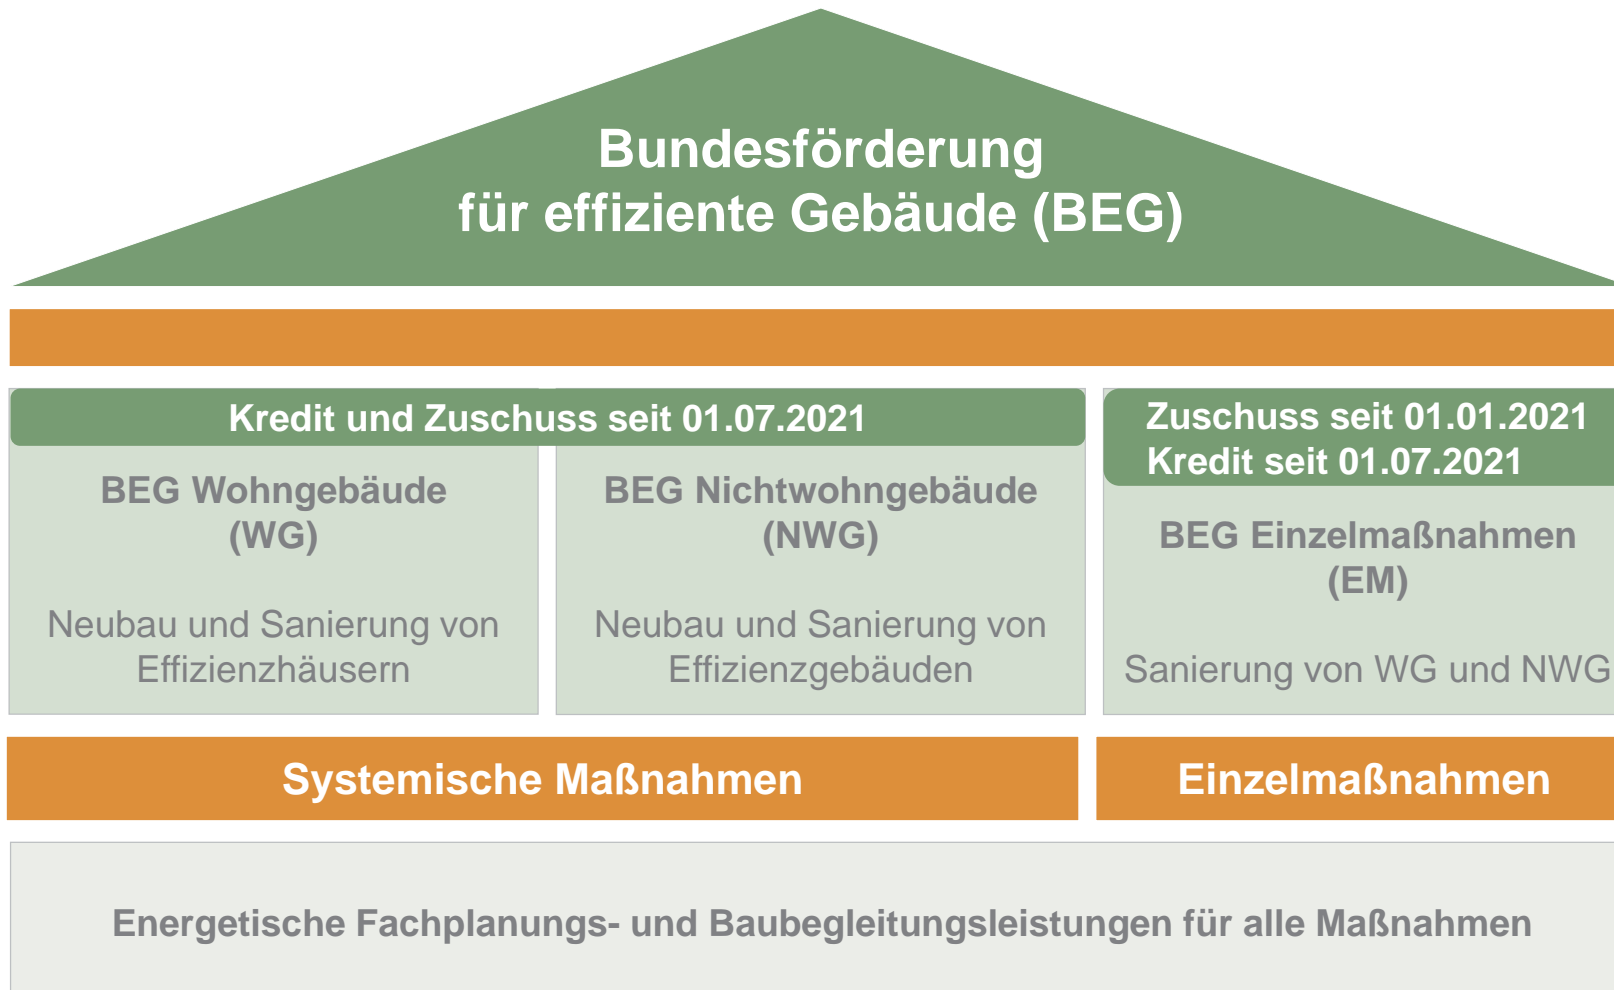 Bundesförderung
für effiziente Gebäude (BEG)
Kredit und Zuschuss seit 01.07.2021
BEG Wohngebäude
(WG)
Neubau und Sanierung von
Effizienzhäusern
BEG Nichtwohngebäude
(NWG)
Neubau und Sanierung von
Effizienzgebäuden
Zuschuss seit 01.01.2021
Kredit seit 01.07.2021
BEG Einzelmaßnahmen
(EM)
Sanierung von WG und NWG
Systemische Maßnahmen
Einzelmaßnahmen
Energetische Fachplanungs- und Baubegleitungsleistungen für alle Maßnahmen